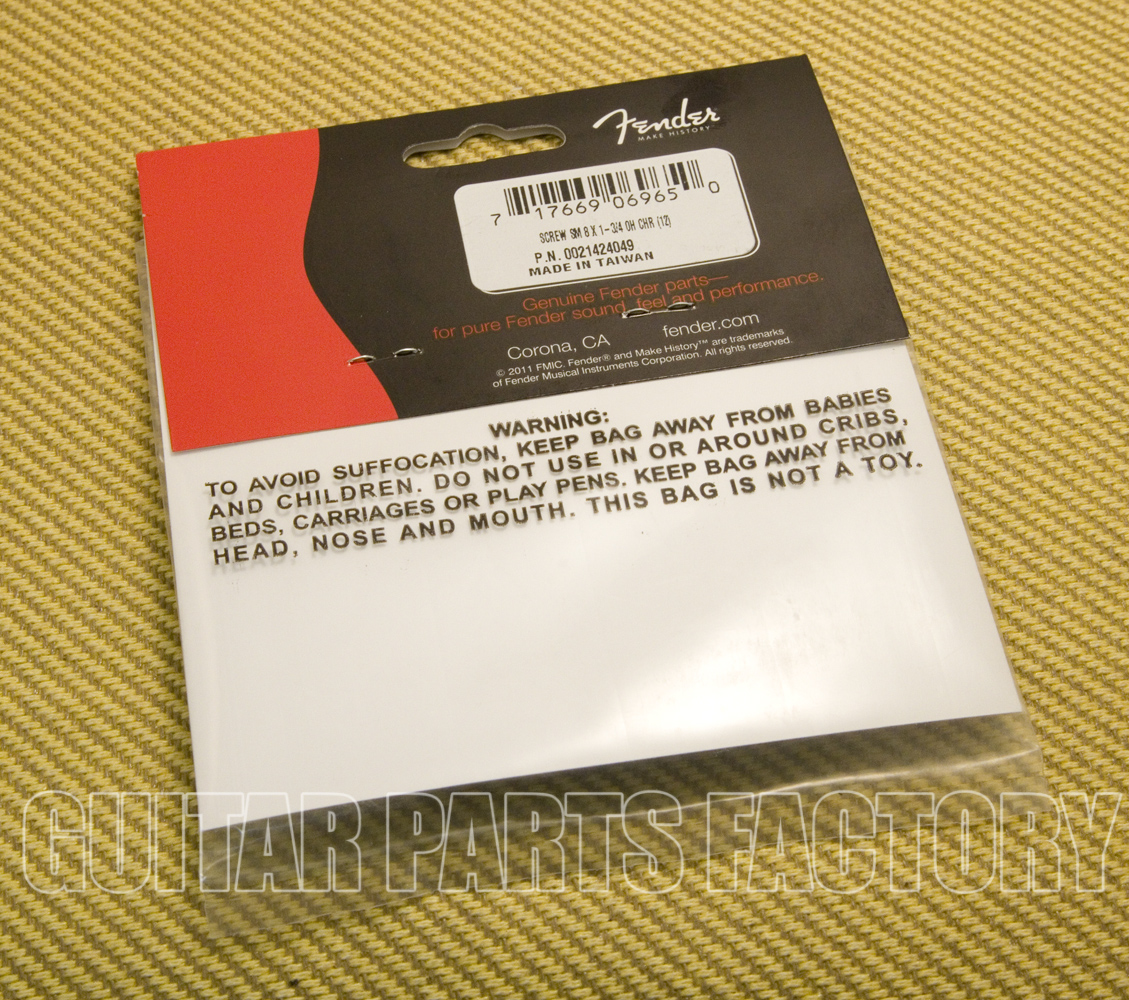 Fender
MAKE HISTORY™
7 17669 06965 0
SCREW SM 8 X 1-3/4 OH CHR (12)
P.N. 0021424049
MADE IN TAIWAN
Genuine Fender parts—
for pure Fender sound, feel and performance.
Corona, CA fender.com
© 2011 FMIC. Fender® and Make History™ are trademarks
of Fender Musical Instruments Corporation. All rights reserved.
WARNING:
TO AVOID SUFFOCATION, KEEP BAG AWAY FROM BABIES
AND CHILDREN. DO NOT USE IN OR AROUND CRIBS,
BEDS, CARRIAGES OR PLAY PENS. KEEP BAG AWAY FROM
HEAD, NOSE AND MOUTH. THIS BAG IS NOT A TOY.
GUITAR PARTS FACTORY